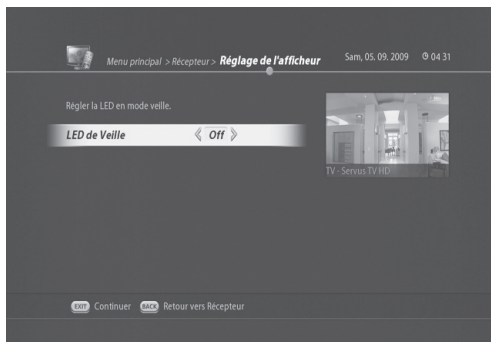 Menu principal > Récepteur > Réglage de l'afficheur Sam, 05. 09. 2009 04 31
Régler la LED en mode veille.
LED de Veille Off
TV - Servus TV HD
EXIT Continuer BACK Retour vers Récepteur